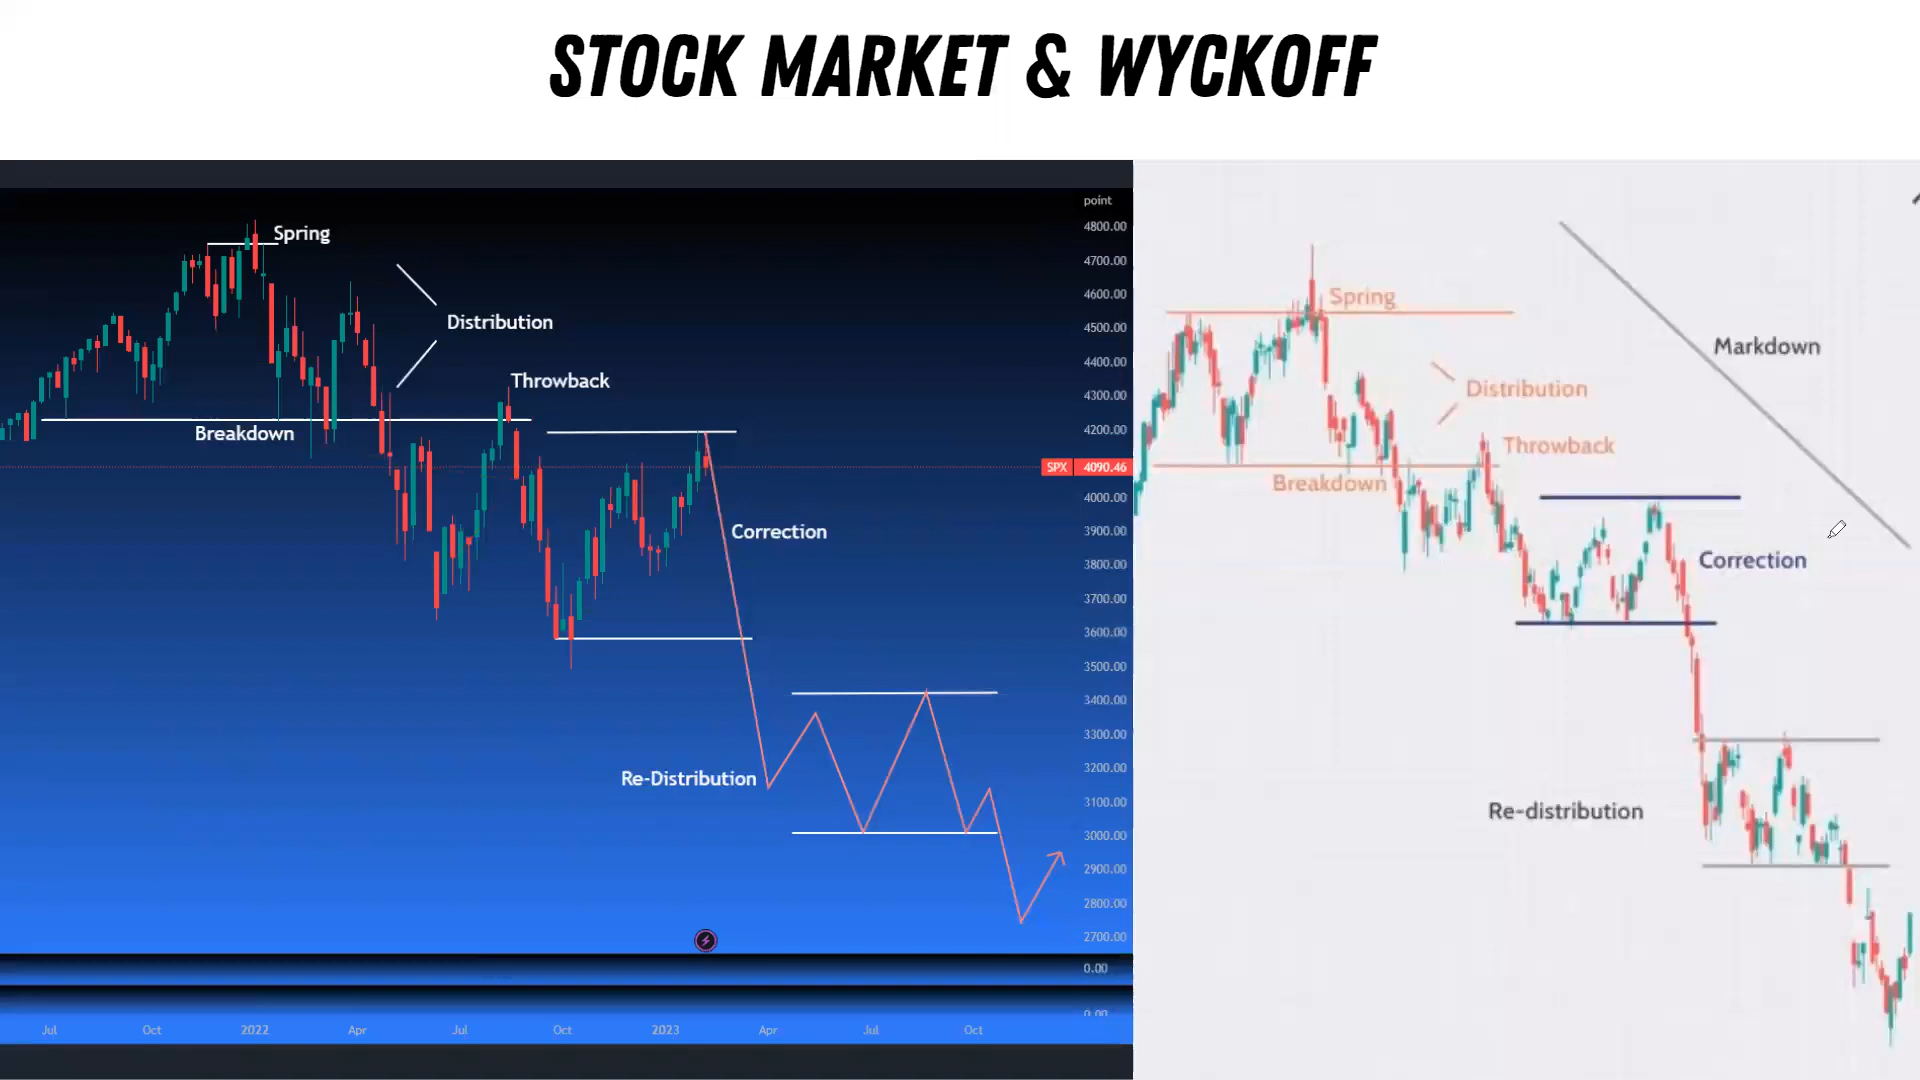 STOCK MARKET & WYCKOFF
point
4800.00
Spring
4700.00
4600.00
4500.00
Distribution
4400.00
Throwback
4300.00
4200.00
Breakdown
SPX 4090.46
4000.00
3900.00
Correction
3800.00
3700.00
3600.00
3500.00
3400.00
3300.00
3200.00
Re-Distribution
3100.00
3000.00
2900.00
2800.00
2700.00
0.00
0.00
Jul Oct 2022 Apr Jul Oct 2023 Apr Jul Oct
Spring
Markdown
Distribution
Throwback
Breakdown
Correction
Re-distribution